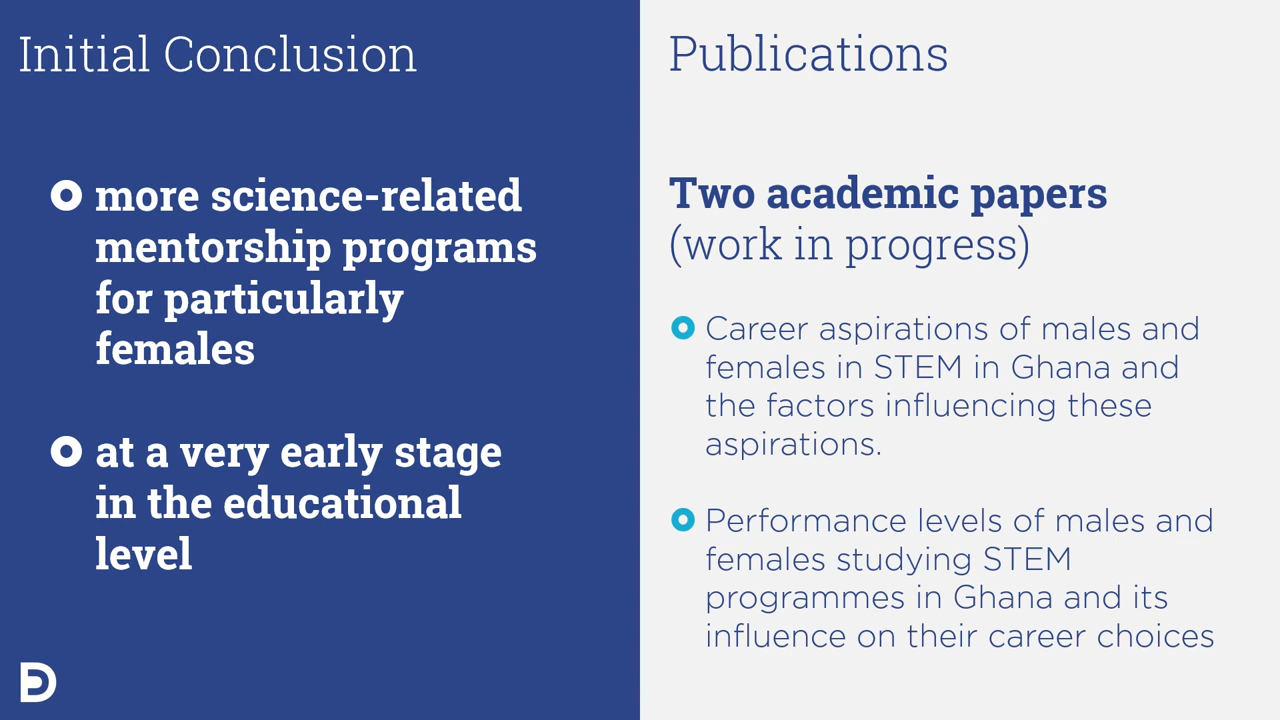 Initial Conclusion
more science-related
mentorship programs
for particularly
females
at a very early stage
in the educational
level
Publications
Two academic papers
(work in progress)
Career aspirations of males and
females in STEM in Ghana and
the factors influencing these
aspirations.
Performance levels of males and
females studying STEM
programmes in Ghana and its
influence on their career choices